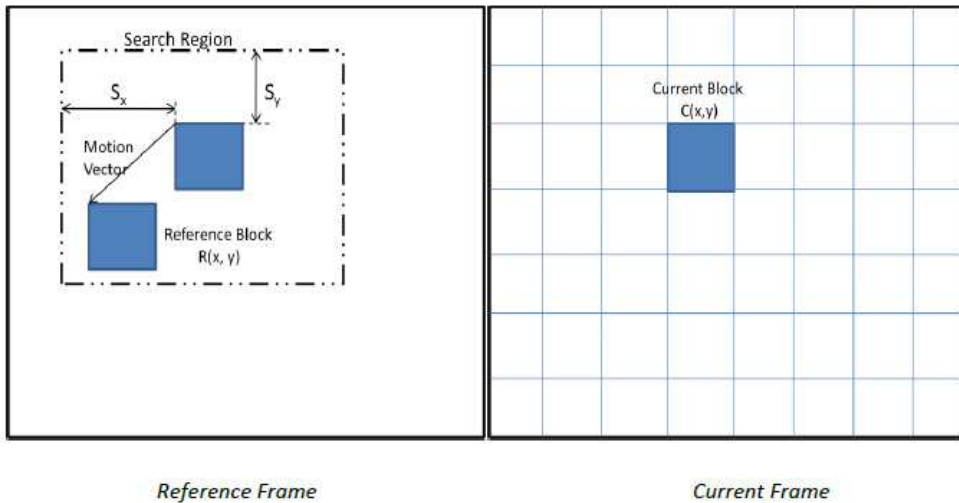 Search Region
Sx
Sy
Motion
Vector
Reference Block
R(x, y)
Current Block
C(x,y)
Reference Frame
Current Frame